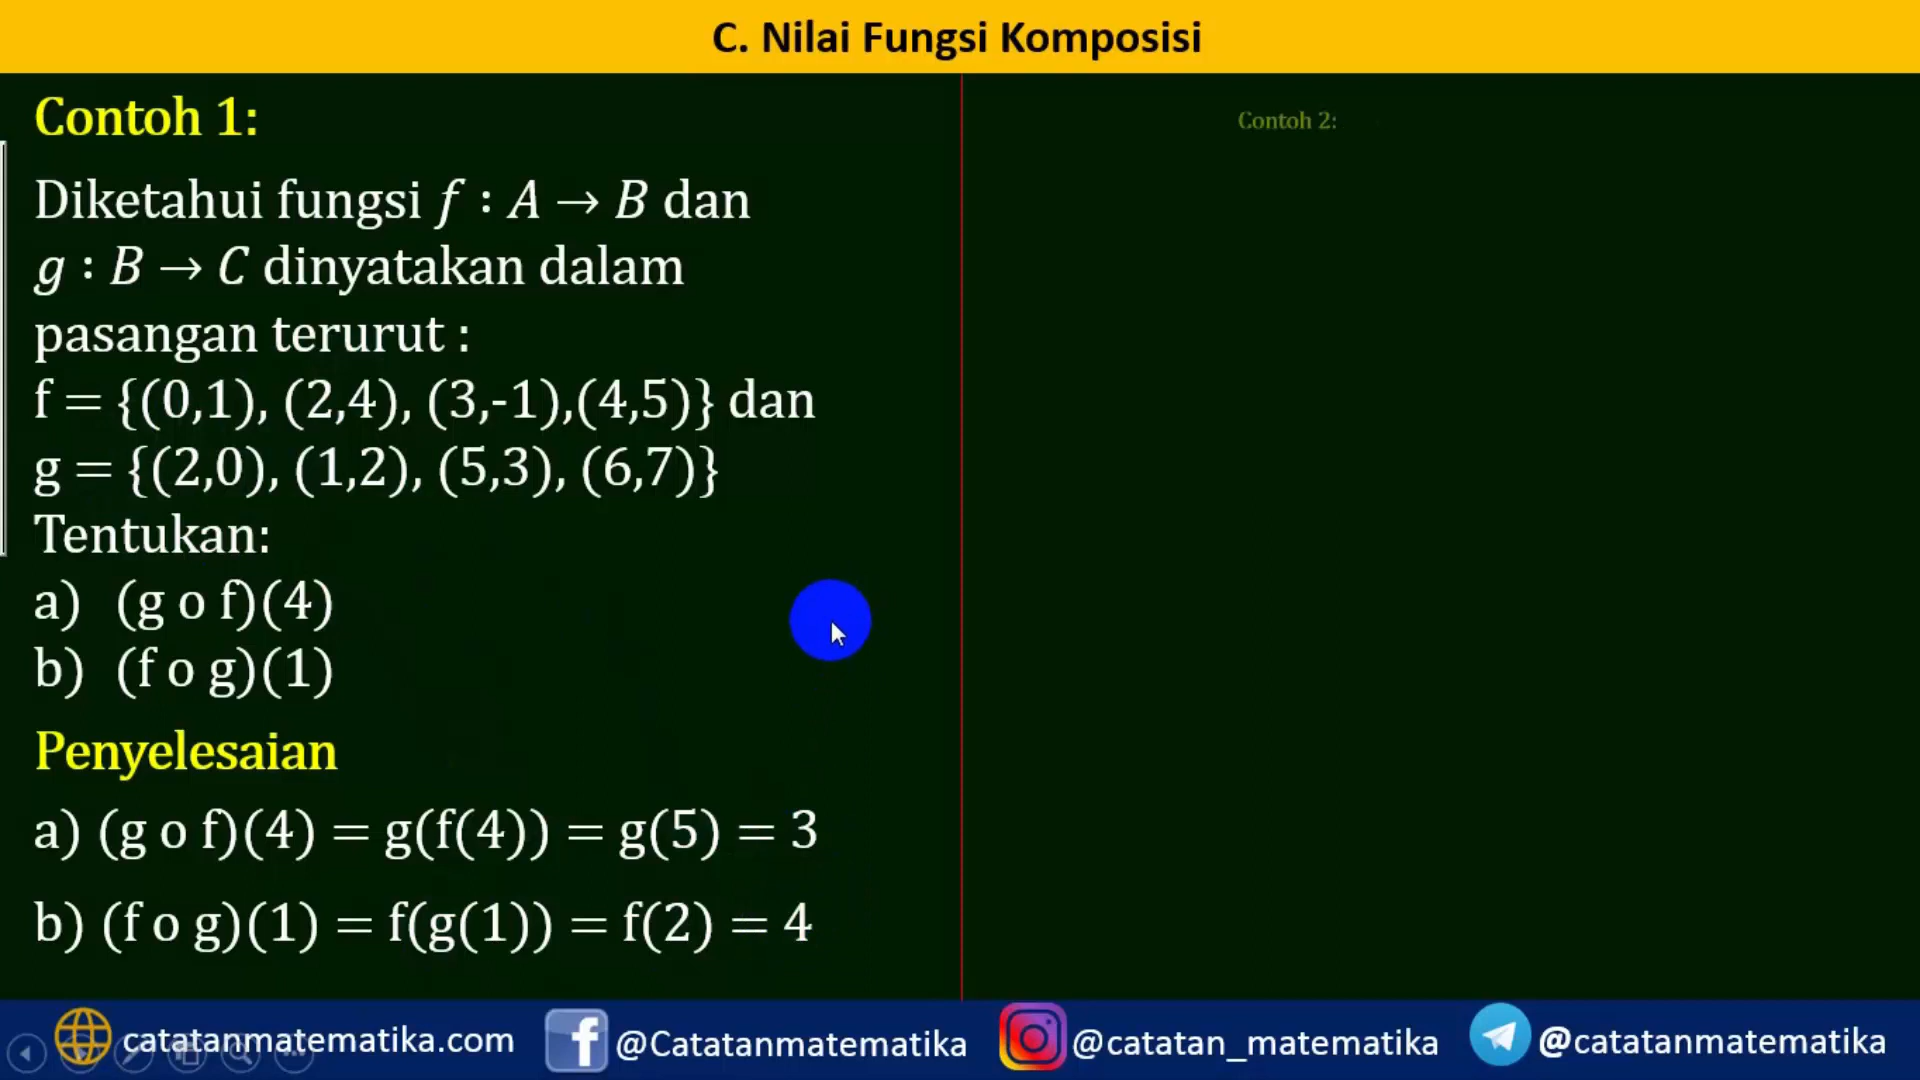 C. Nilai Fungsi Komposisi
Contoh 1:
Diketahui fungsi f : A → B dan
g : B → C dinyatakan dalam
pasangan terurut :
f = {(0,1), (2,4), (3,-1),(4,5)} dan
g = {(2,0), (1,2), (5,3), (6,7)}
Tentukan:
a) (g o f)(4)
b) (f o g)(1)
Penyelesaian
a) (g o f)(4) = g(f(4)) = g(5) = 3
b) (f o g)(1) = f(g(1)) = f(2) = 4
Contoh 2:
catatanmatematika.com
@Catatanmatematika
@catatan_matematika
@catatanmatematika